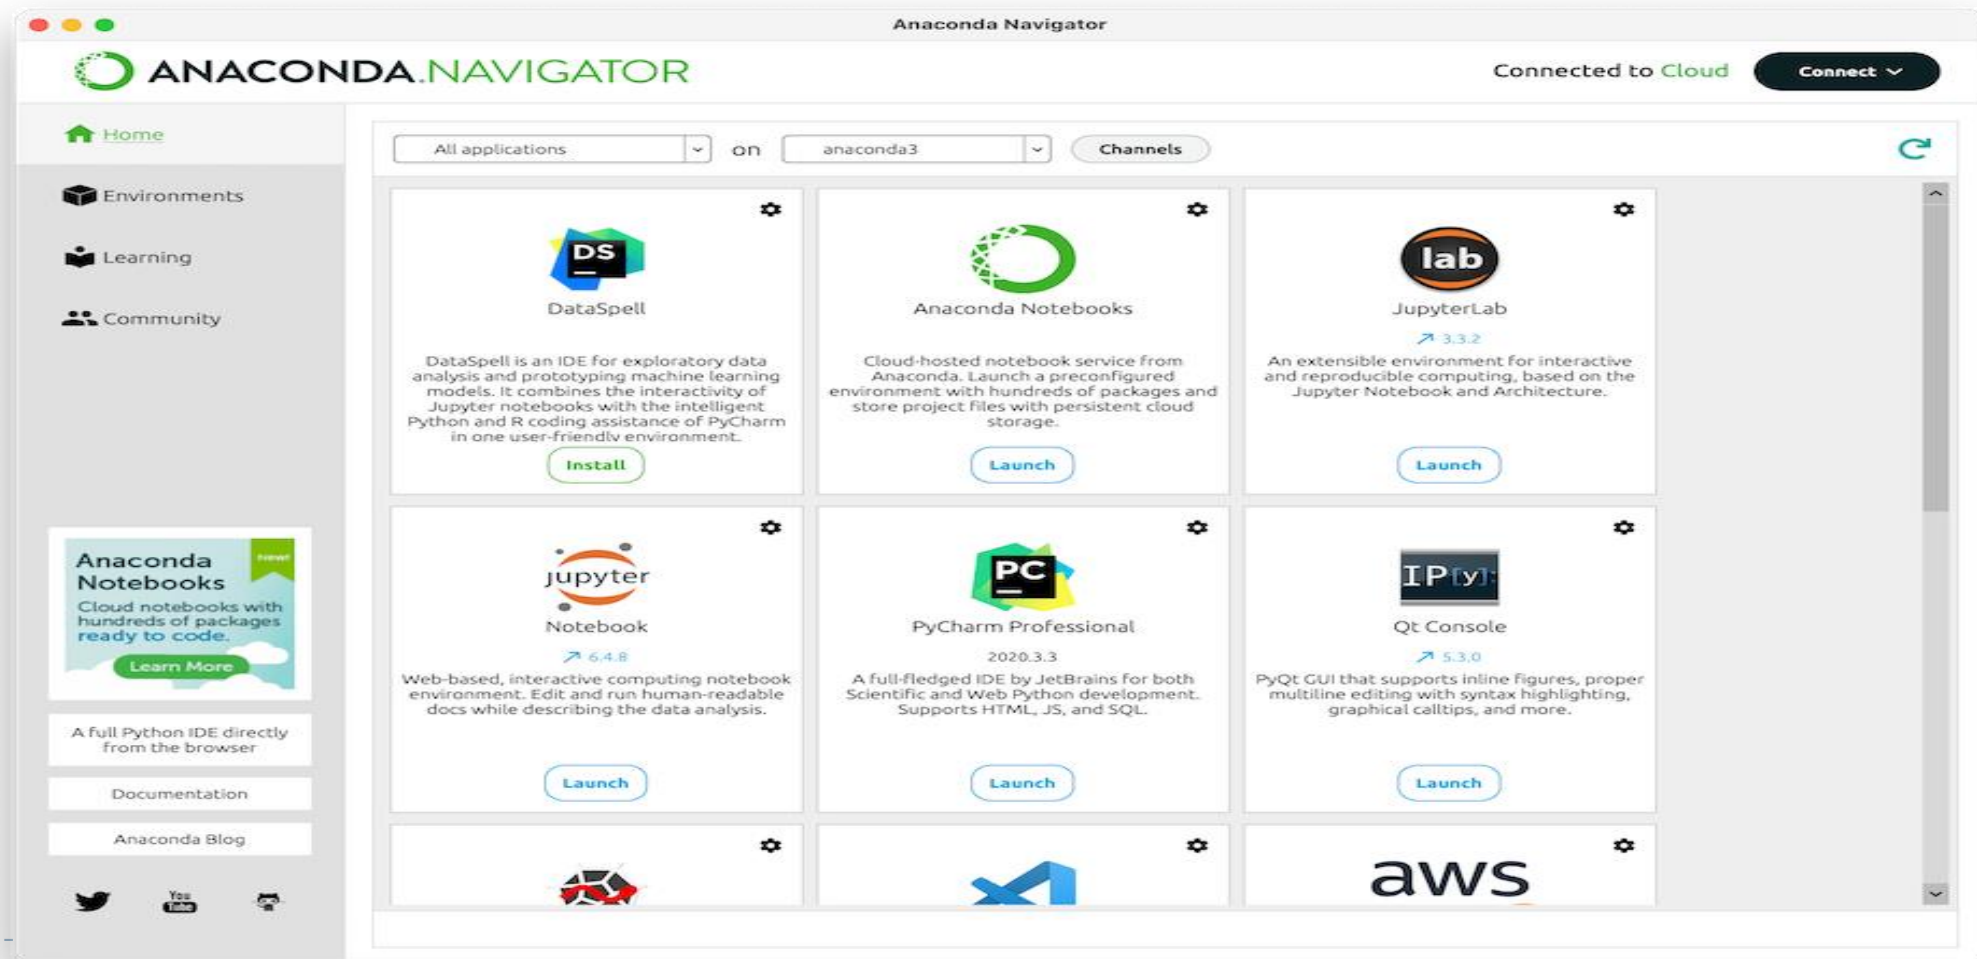 Anaconda Navigator
ANACONDA.NAVIGATOR
Connected to Cloud
Connect
Home
Environments
Learning
Community
All applications
on
anaconda3
Channels
DS
DataSpell
DataSpell is an IDE for exploratory data
analysis and prototyping machine learning
models. It combines the interactivity of
Jupyter notebooks with the intelligent
Python and R coding assistance of PyCharm
in one user-friendly environment.
Install
Anaconda Notebooks
Cloud-hosted notebook service from
Anaconda. Launch a preconfigured
environment with hundreds of packages and
store project files with persistent cloud
storage.
Launch
lab
JupyterLab
3.3.2
An extensible environment for interactive
and reproducible computing, based on the
Jupyter Notebook and Architecture.
Launch
jupyter
Notebook
6.4.8
Web-based, interactive computing notebook
environment. Edit and run human-readable
docs while describing the data analysis.
Launch
PC
PyCharm Professional
2020.3.3
A full-fledged IDE by JetBrains for both
Scientific and Web Python development.
Supports HTML, JS, and SQL.
Launch
IP[y]:
Qt Console
5.3.0
PyQt GUI that supports inline figures, proper
multiline editing with syntax highlighting,
graphical calltips, and more.
Launch
aws
Anaconda
Notebooks
New!
Cloud notebooks with
hundreds of packages
ready to code.
Learn More
A full Python IDE directly
from the browser
Documentation
Anaconda Blog
You
Tube